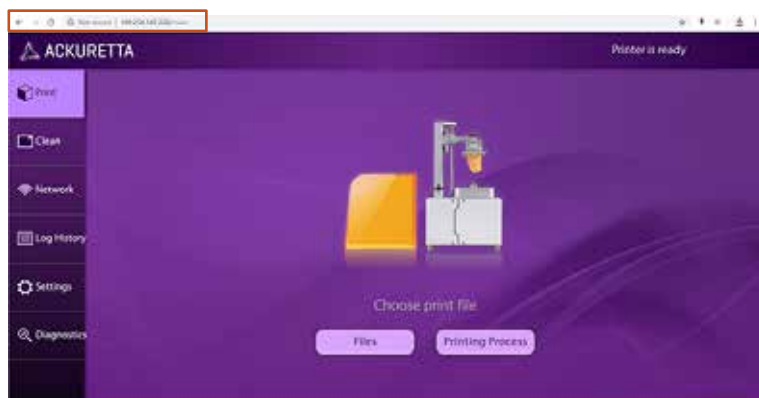 ACKURETTA
Printer is ready
Print
Clean
Network
Log History
Settings
Diagnostics
Choose print file
Files
Printing Process